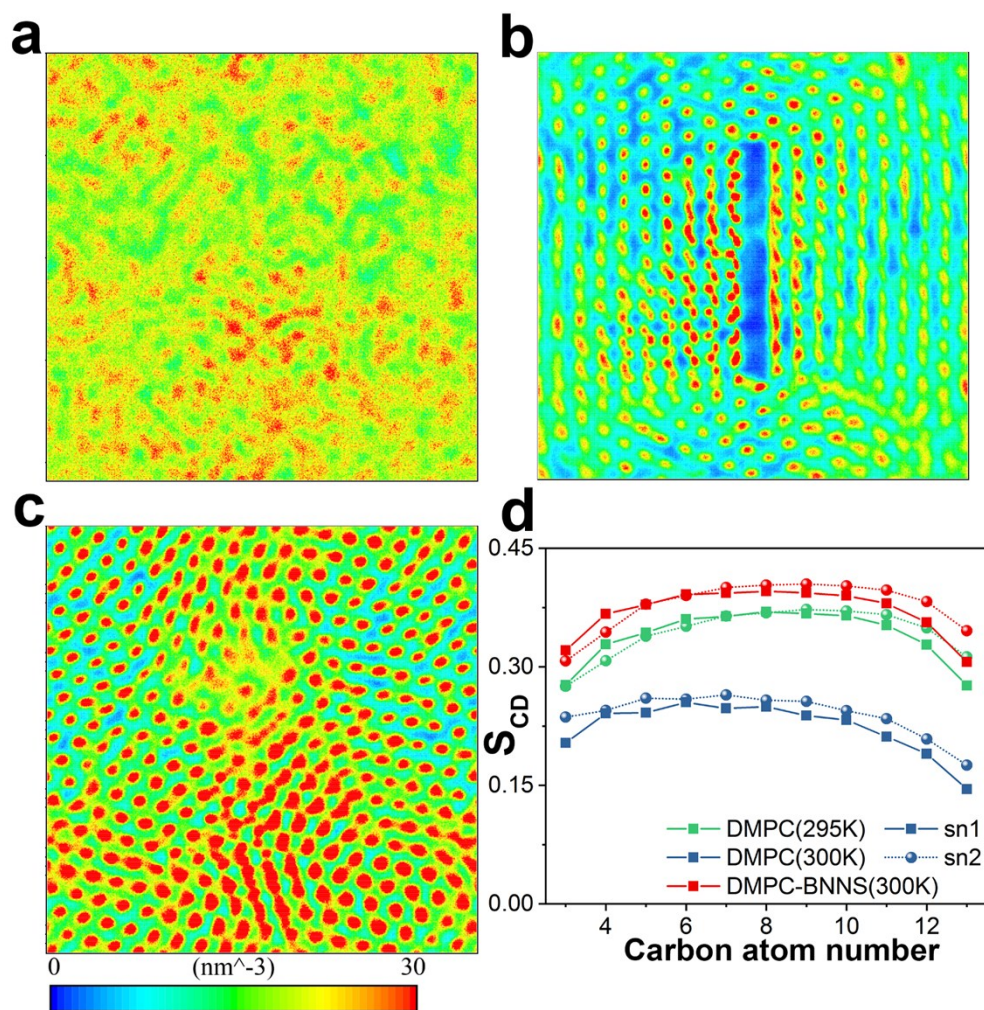 a
b
c
0 (nm^-3) 30
d
0.45
0.30
0.15
0.00
S_CD
4 6 8 10 12
Carbon atom number
DMPC(295K) sn1
DMPC(300K) sn2
DMPC-BNNS(300K)